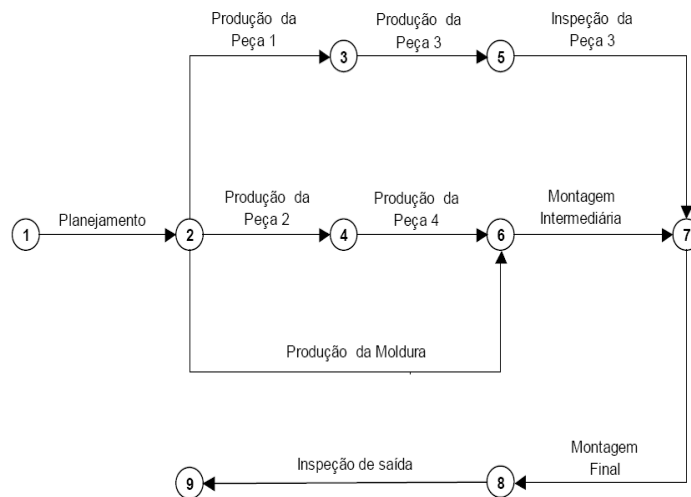 Produção da
Peça 1
Produção da
Peça 3
Inspeção da
Peça 3
3
5
Planejamento
Produção da
Peça 2
Produção da
Peça 4
Montagem
Intermediária
1
2
4
6
7
Produção da Moldura
Inspeção de saída
Montagem
Final
9
8